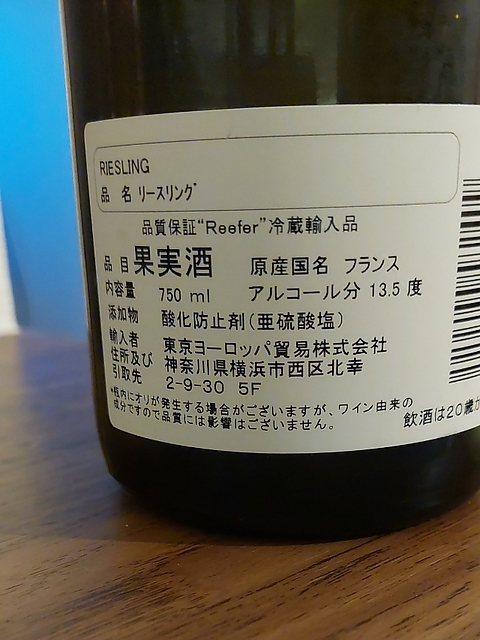 RIESLING
品 名 リースリング
品質保証“Reefer”冷蔵輸入品
品目 果実酒 原産国名 フランス
内容量 750 ml アルコール分 13.5 度
添加物 酸化防止剤(亜硫酸塩)
輸入者 東京ヨーロッパ貿易株式会社
住所及び 神奈川県横浜市西区北幸
引取先 2-9-30 5F
*瓶内にオリが発生する場合がございますが、ワイン由来の
成分ですので品質には影響はございません。
飲酒は20歳か